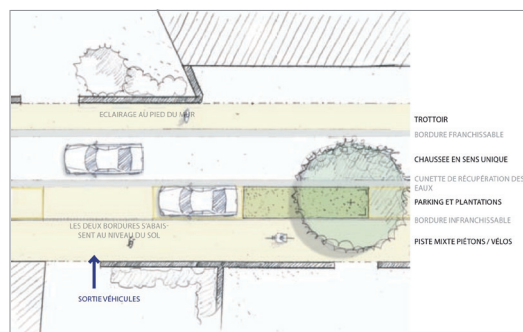 ECLAIRAGE AU PIED DU MUR
TROTTOIR
BORDURE FRANCHISSABLE
CHAUSSEE EN SENS UNIQUE
CUNETTE DE RÉCUPÉRATION DES
EAUX
PARKING ET PLANTATIONS
BORDURE INFRANCHISSABLE
LES DEUX BORDURES S'ABAIS-
SENT AU NIVEAU DU SOL
PISTE MIXTE PIÉTONS / VÉLOS
SORTIE VÉHICULES